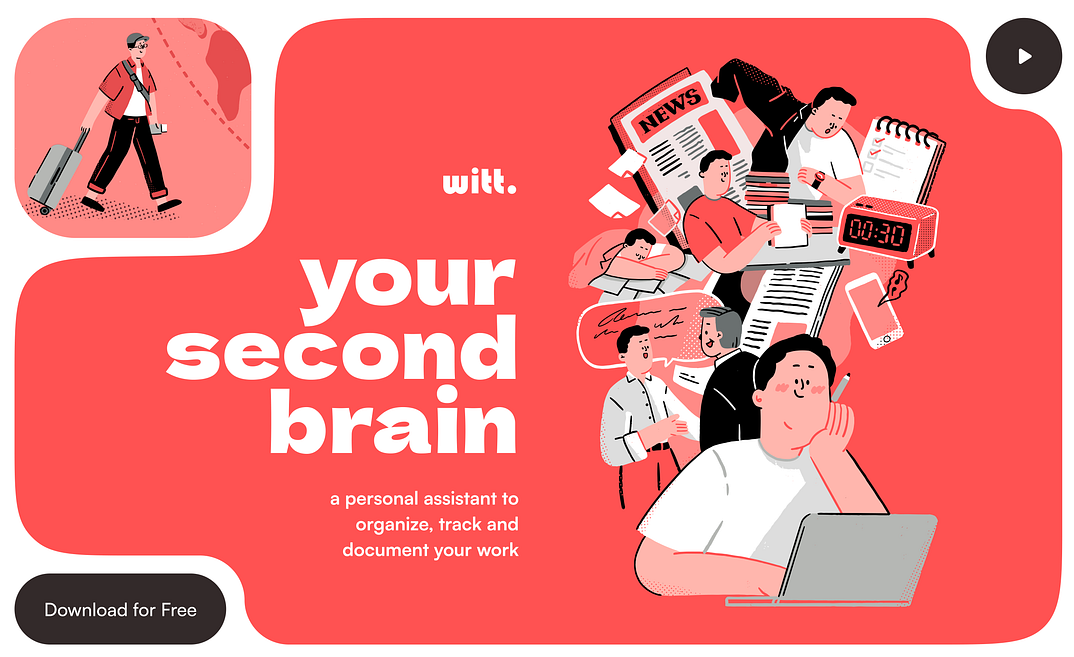 witt.
your
second
brain
a personal assistant to
organize, track and
document your work
Download for Free
NEWS
00:30